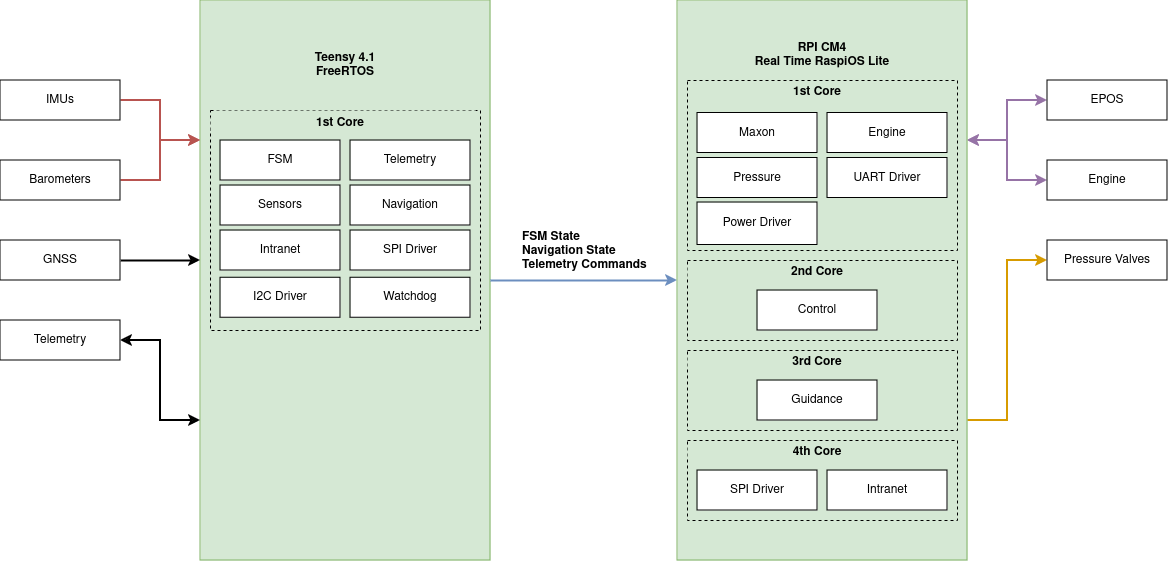 IMUs
Barometers
GNSS
Telemetry
Teensy 4.1
FreeRTOS
1st Core
FSM
Telemetry
Sensors
Navigation
Intranet
SPI Driver
I2C Driver
Watchdog
FSM State
Navigation State
Telemetry Commands
RPI CM4
Real Time RaspiOS Lite
1st Core
Maxon
Engine
Pressure
UART Driver
Power Driver
2nd Core
Control
3rd Core
Guidance
4th Core
SPI Driver
Intranet
EPOS
Engine
Pressure Valves